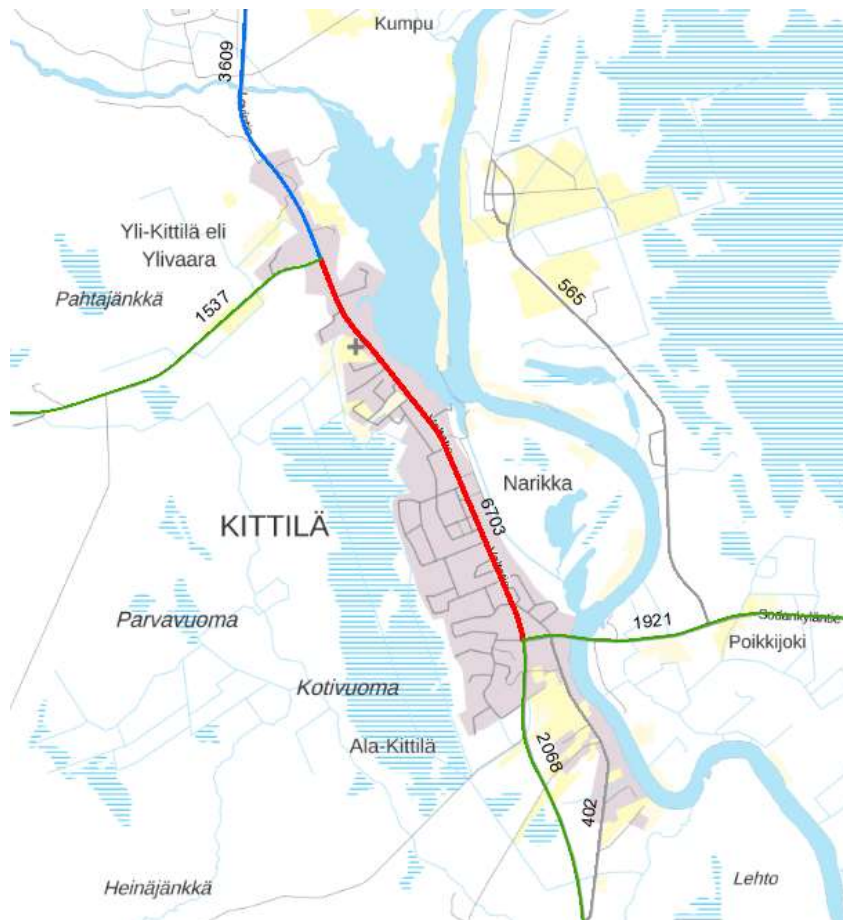 Kumpu
3609
Yli-Kittilä eli
Ylivaara
Pahtajänkkä
1537
565
Narikka
6703
KITTILÄ
Parvavuoma
1921
Sodankyläntie
Poikkijoki
Kotivuoma
Ala-Kittilä
2068
402
Heinäjänkkä
Lehto